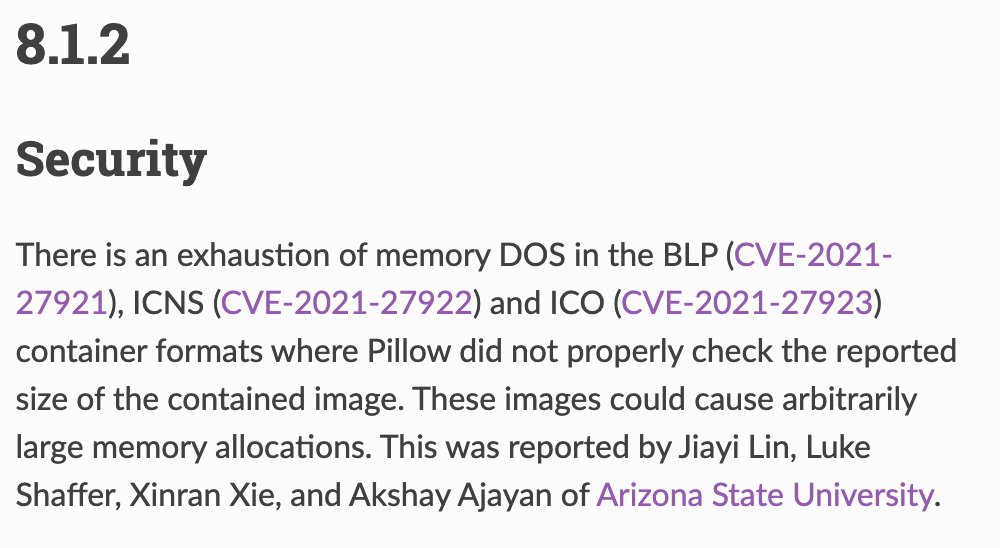 8.1.2
Security
There is an exhaustion of memory DOS in the BLP (CVE-2021-
27921), ICNS (CVE-2021-27922) and ICO (CVE-2021-27923)
container formats where Pillow did not properly check the reported
size of the contained image. These images could cause arbitrarily
large memory allocations. This was reported by Jiayi Lin, Luke
Shaffer, Xinran Xie, and Akshay Ajayan of Arizona State University.